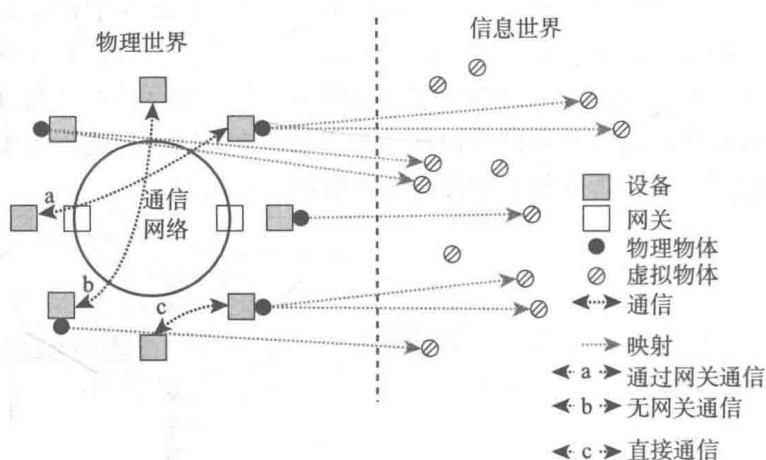 物理世界
信息世界
通信
网络
a
b
c
设备
网关
物理物体
虚拟物体
通信
映射
a 通过网关通信
b 无网关通信
c 直接通信